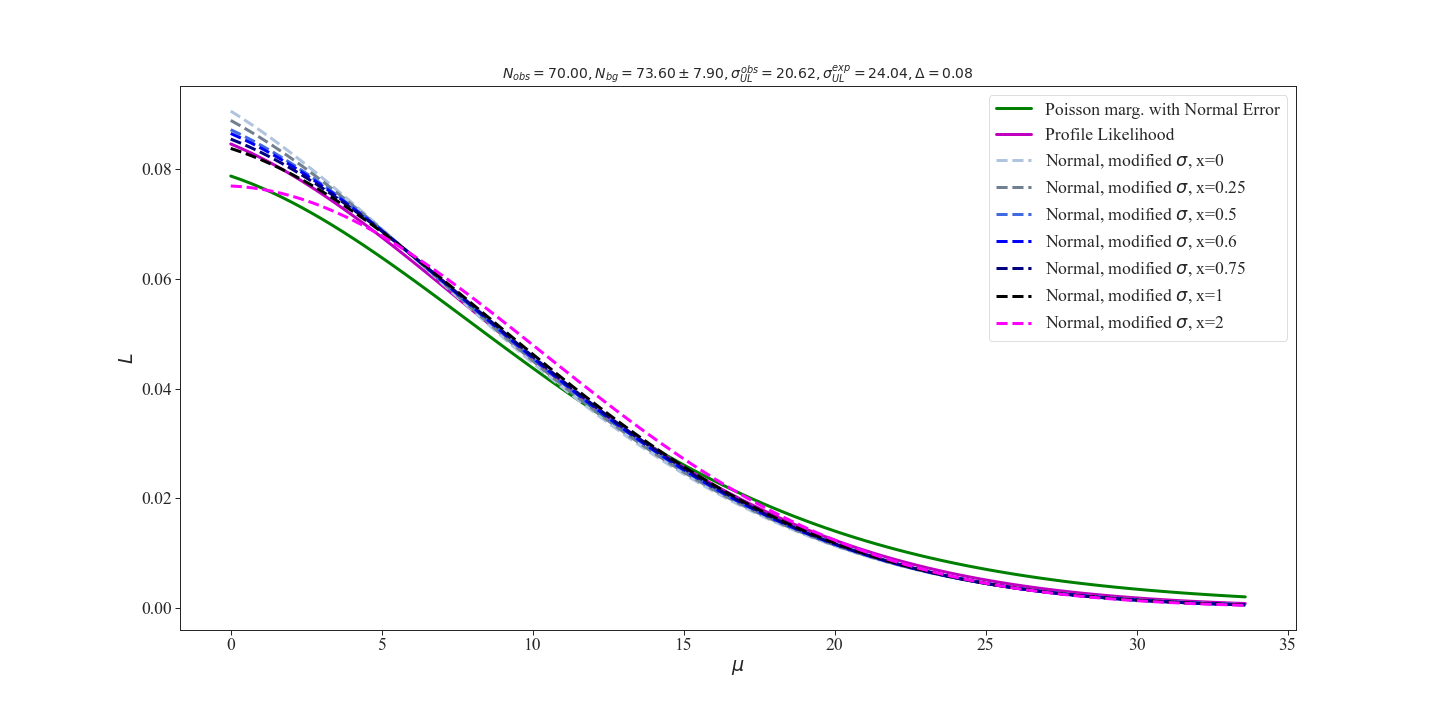 N_obs = 70.00, N_bg = 73.60 ± 7.90, σ_UL^obs = 20.62, σ_UL^exp = 24.04, Δ = 0.08
Poisson marg. with Normal Error
Profile Likelihood
Normal, modified σ, x=0
Normal, modified σ, x=0.25
Normal, modified σ, x=0.5
Normal, modified σ, x=0.6
Normal, modified σ, x=0.75
Normal, modified σ, x=1
Normal, modified σ, x=2
L
0.08
0.06
0.04
0.02
0.00
0 5 10 15 20 25 30 35
μ